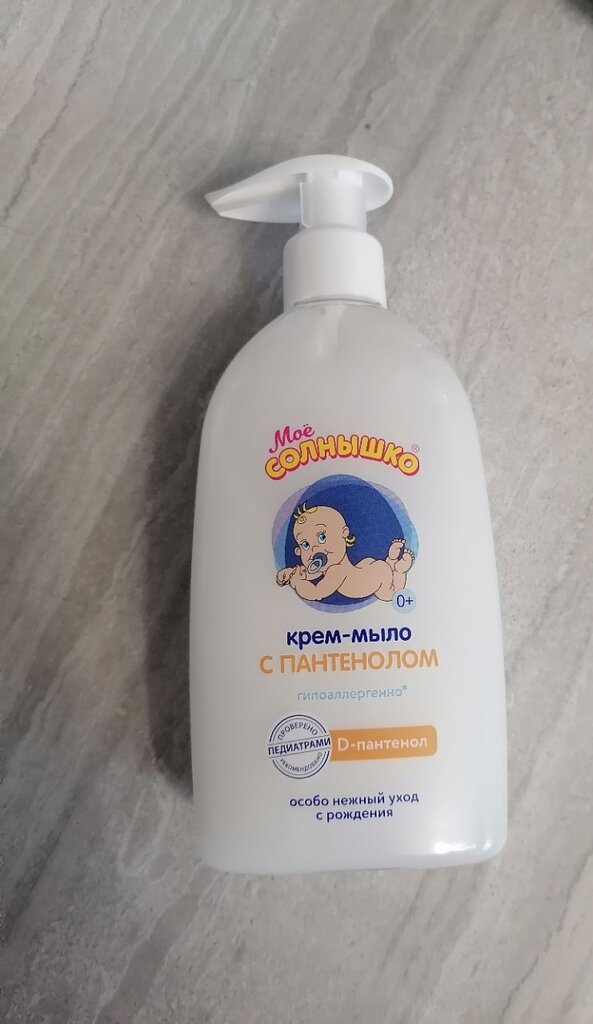 Моё
СОЛНЫШКО®
0+
крем-мыло
С ПАНТЕНОЛОМ
гипоаллергенно*
ПРОВЕРЕНО
ПЕДИАТРАМИ
РЕКОМЕНДОВАНО
D-пантенол
особо нежный уход
с рождения